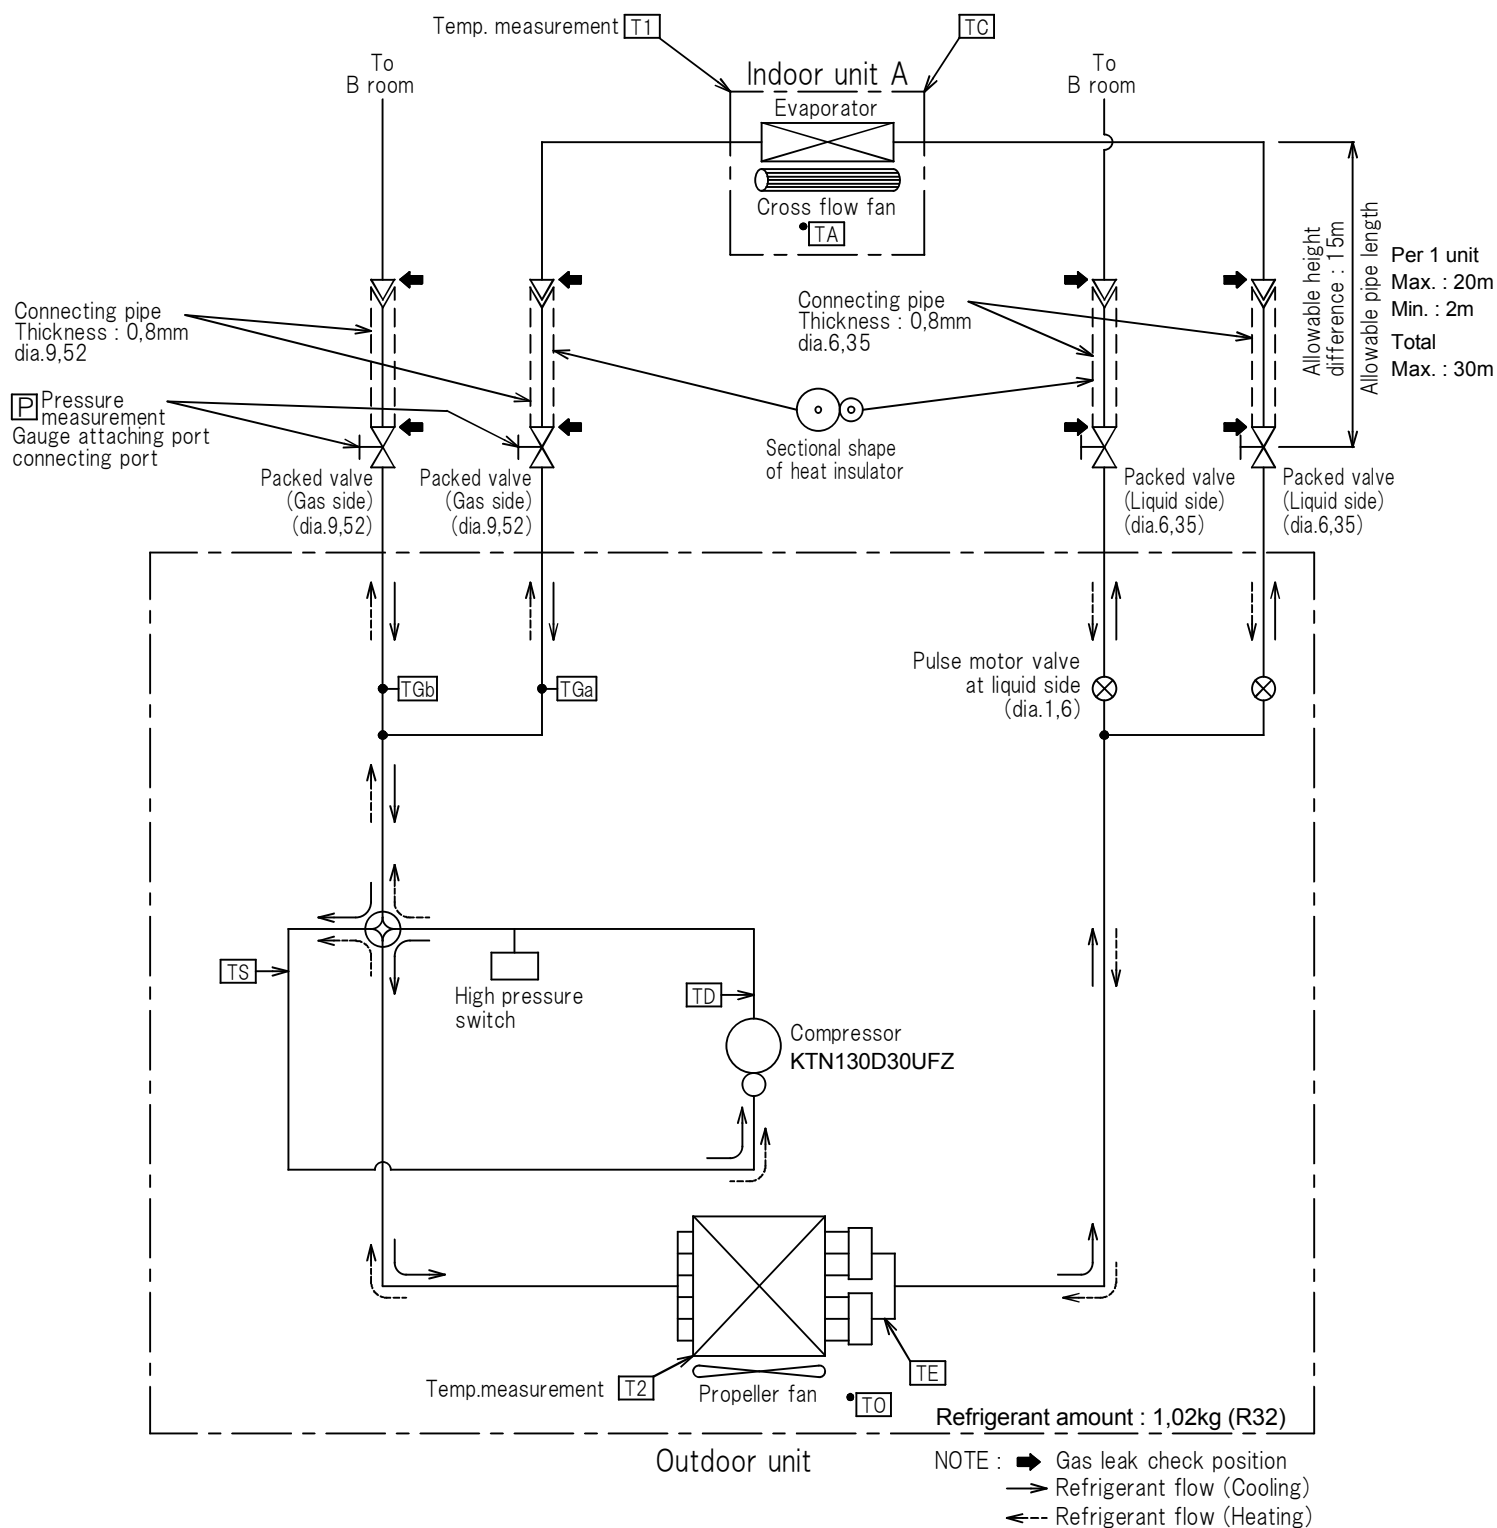 Temp. measurement T1
TC
To
B room
Indoor unit A
Evaporator
Cross flow fan
TA
To
B room
Allowable height
difference : 15m
Allowable pipe length
Per 1 unit
Max. : 20m
Min. : 2m
Total
Max. : 30m
Connecting pipe
Thickness : 0,8mm
dia.9,52
Connecting pipe
Thickness : 0,8mm
dia.6,35
P Pressure
measurement
Gauge attaching port
connecting port
Sectional shape
of heat insulator
Packed valve
(Gas side)
(dia.9,52)
Packed valve
(Gas side)
(dia.9,52)
Packed valve
(Liquid side)
(dia.6,35)
Packed valve
(Liquid side)
(dia.6,35)
TGb
TGa
Pulse motor valve
at liquid side
(dia.1,6)
TS
High pressure
switch
TD
Compressor
KTN130D30UFZ
Temp.measurement T2
Propeller fan
TO
TE
Refrigerant amount : 1,02kg (R32)
Outdoor unit
NOTE : Gas leak check position
Refrigerant flow (Cooling)
Refrigerant flow (Heating)